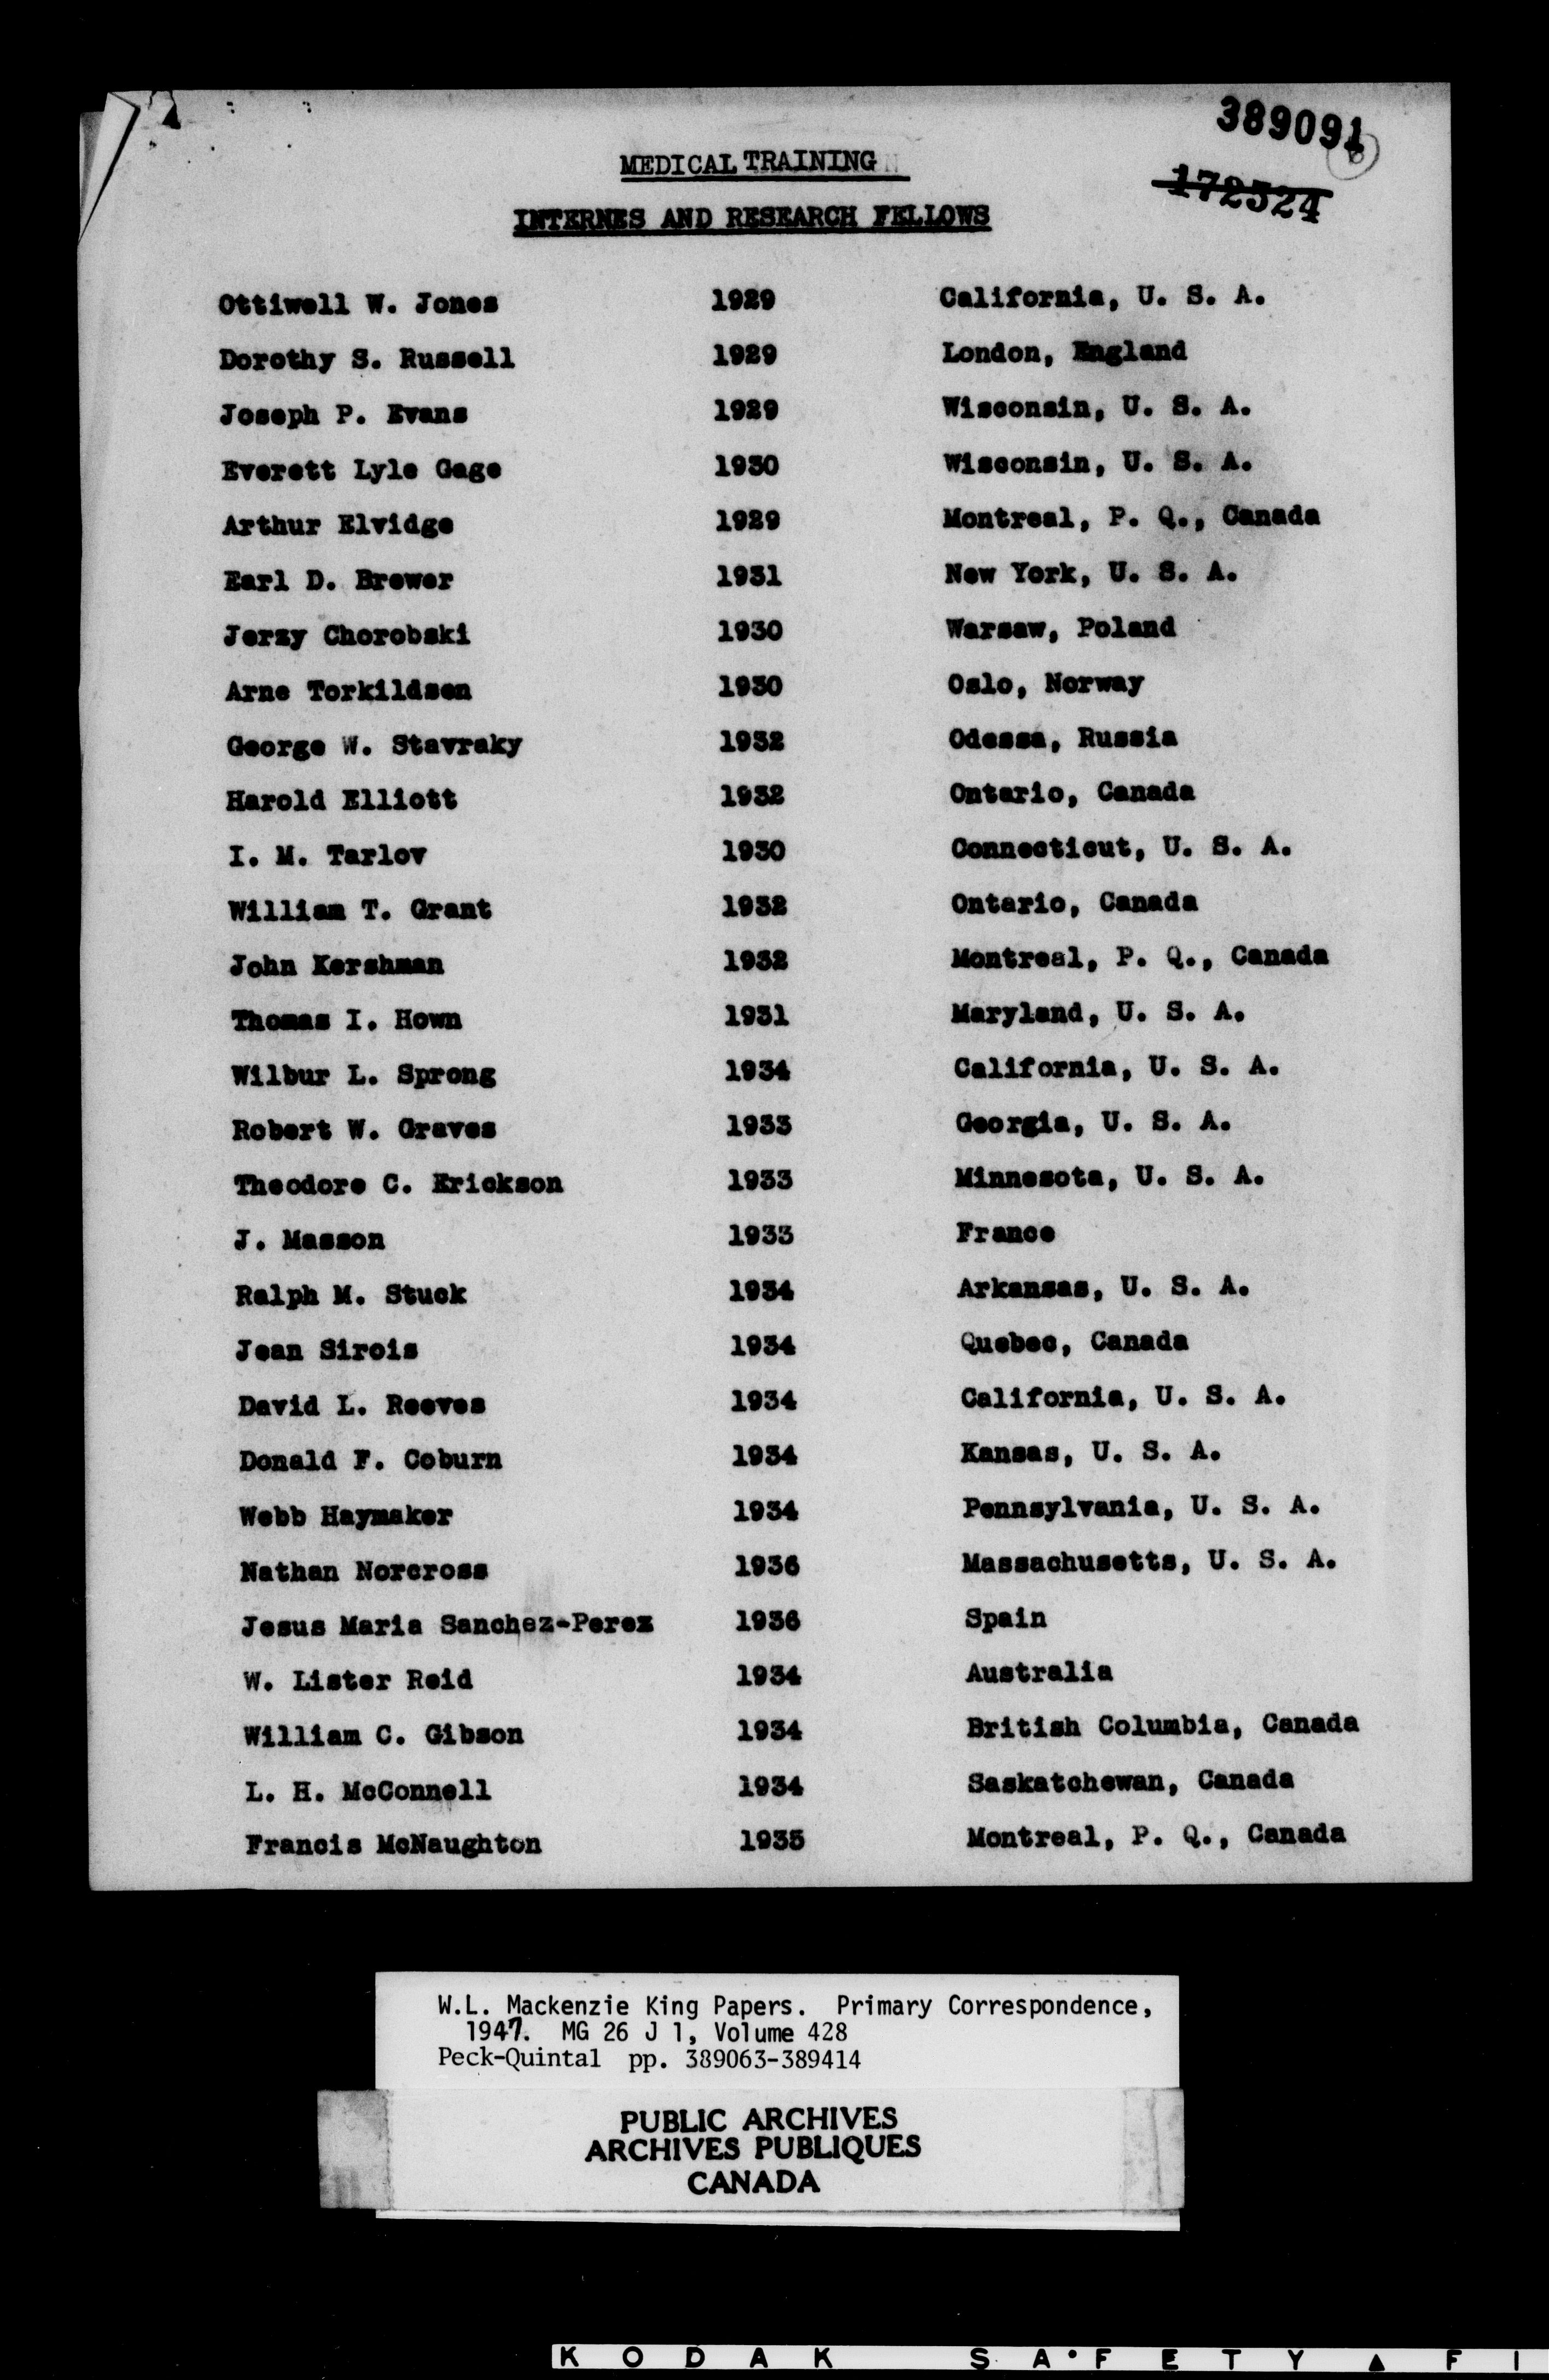 389091
172524
MEDICAL TRAINING
INTERNES AND RESEARCH FELLOWS
Ottiwell W. Jones 1929 California, U. S. A.
Dorothy S. Russell 1929 London, England
Joseph P. Evans 1929 Wisconsin, U. S. A.
Everett Lyle Gage 1930 Wisconsin, U. S. A.
Arthur Elvidge 1929 Montreal, P. Q., Canada
Earl D. Brewer 1931 New York, U. S. A.
Jerzy Chorobski 1930 Warsaw, Poland
Arne Torkildsen 1930 Oslo, Norway
George W. Stavraky 1932 Odessa, Russia
Harold Elliott 1932 Ontario, Canada
I. M. Tarlov 1930 Connecticut, U. S. A.
William T. Grant 1932 Ontario, Canada
John Kershman 1932 Montreal, P. Q., Canada
Thomas I. Hown 1931 Maryland, U. S. A.
Wilbur L. Sprong 1934 California, U. S. A.
Robert W. Graves 1933 Georgia, U. S. A.
Theodore C. Erickson 1933 Minnesota, U. S. A.
J. Masson 1933 France
Ralph M. Stuck 1934 Arkansas, U. S. A.
Jean Sirois 1934 Quebec, Canada
David L. Reeves 1934 California, U. S. A.
Donald F. Coburn 1934 Kansas, U. S. A.
Webb Haymaker 1934 Pennsylvania, U. S. A.
Nathan Norcross 1936 Massachusetts, U. S. A.
Jesus Maria Sanchez-Perez 1936 Spain
W. Lister Reid 1934 Australia
William C. Gibson 1934 British Columbia, Canada
L. H. McConnell 1934 Saskatchewan, Canada
Francis McNaughton 1935 Montreal, P. Q., Canada
W.L. Mackenzie King Papers. Primary Correspondence,
1947. MG 26 J 1, Volume 428
Peck-Quintal pp. 389063-389414
PUBLIC ARCHIVES
ARCHIVES PUBLIQUES
CANADA
KODAK SAFETY FI